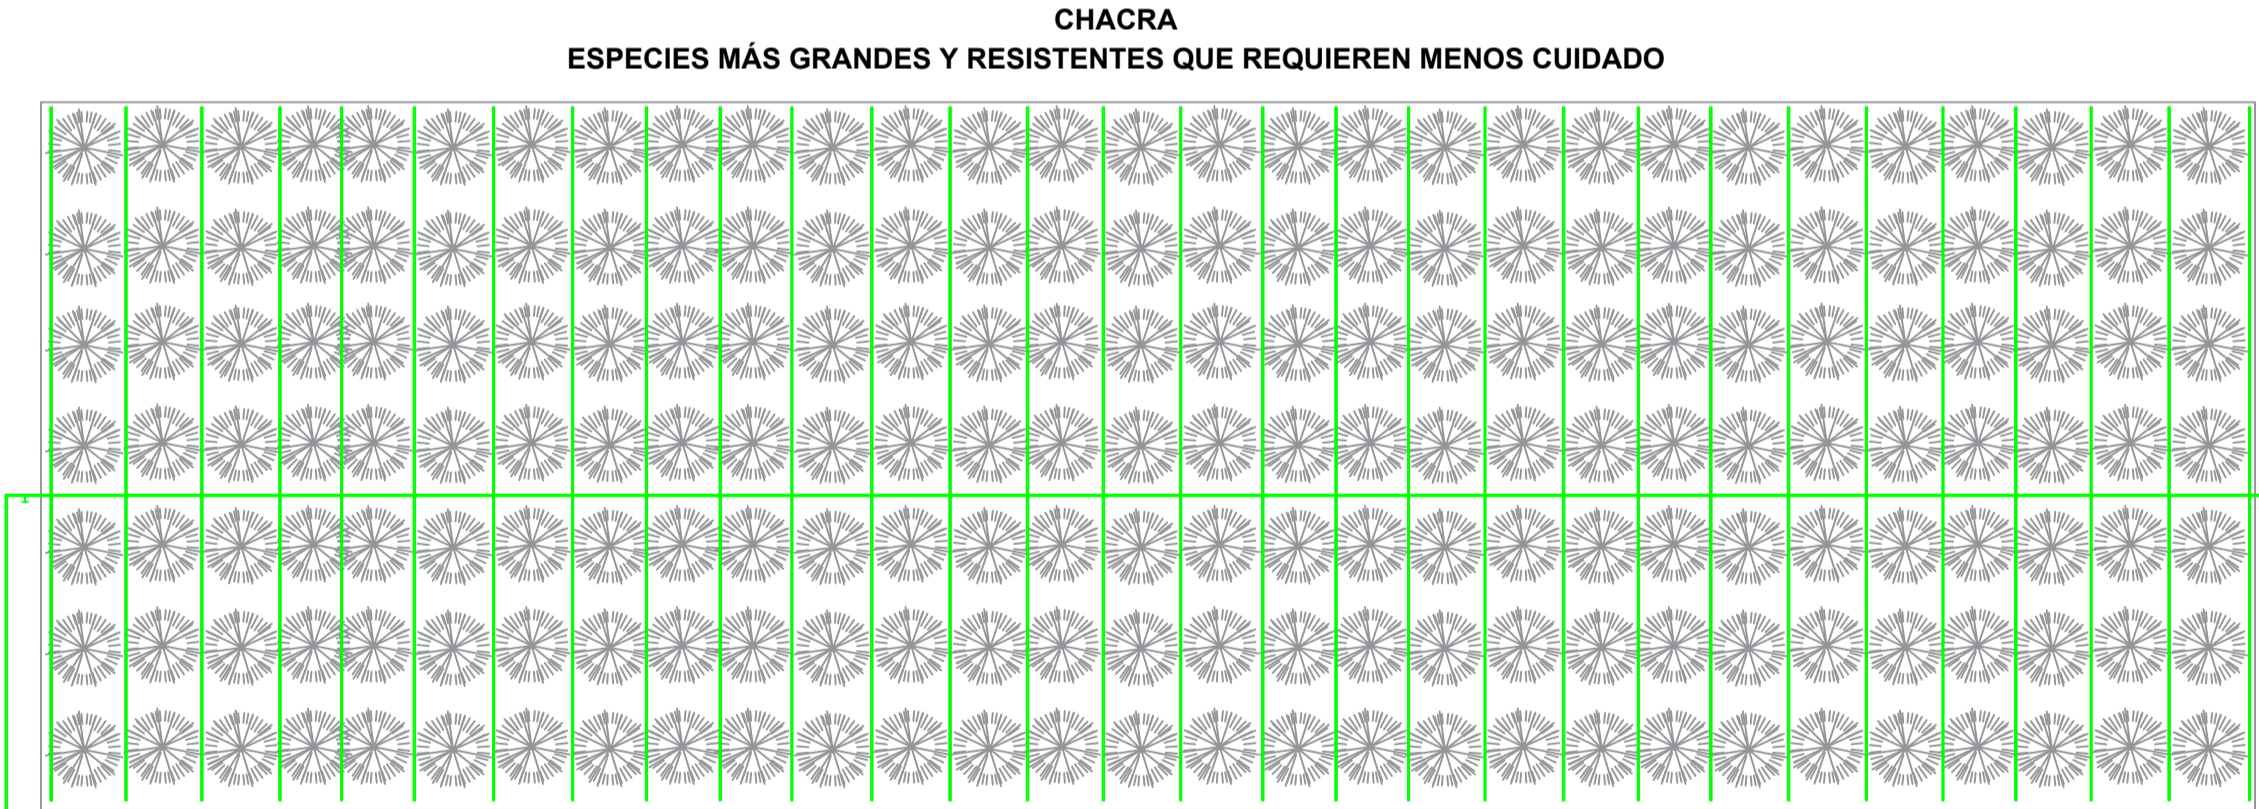 CHACRA
ESPECIES MÁS GRANDES Y RESISTENTES QUE REQUIEREN MENOS CUIDADO